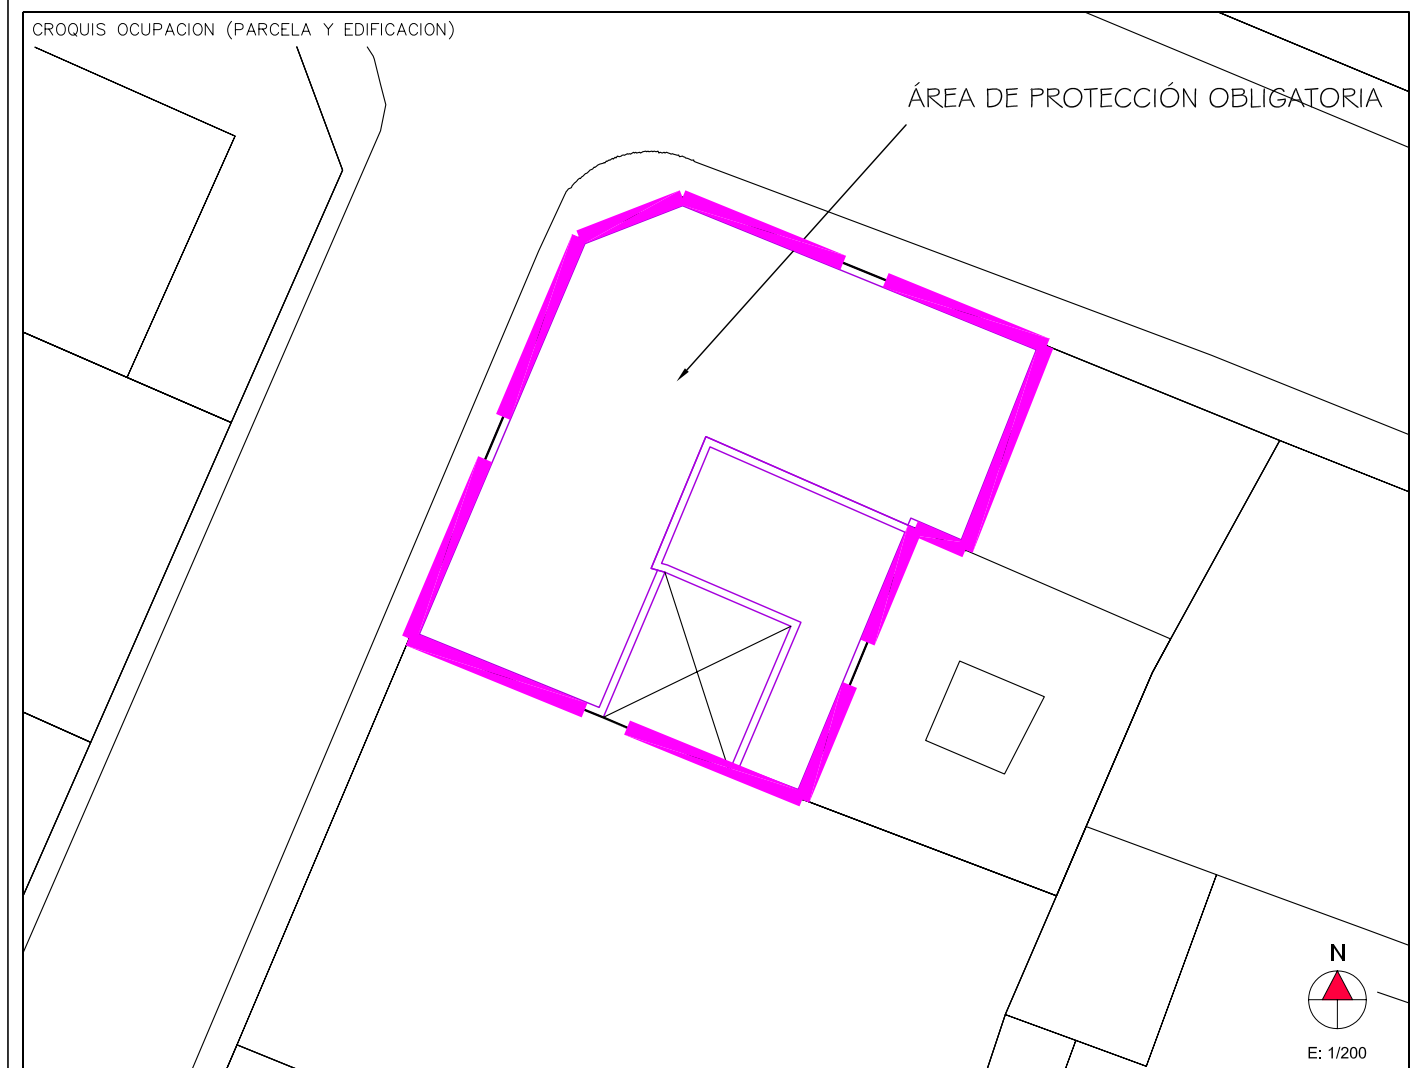 CROQUIS OCUPACION (PARCELA Y EDIFICACION)
ÁREA DE PROTECCIÓN OBLIGATORIA
N
E: 1/200